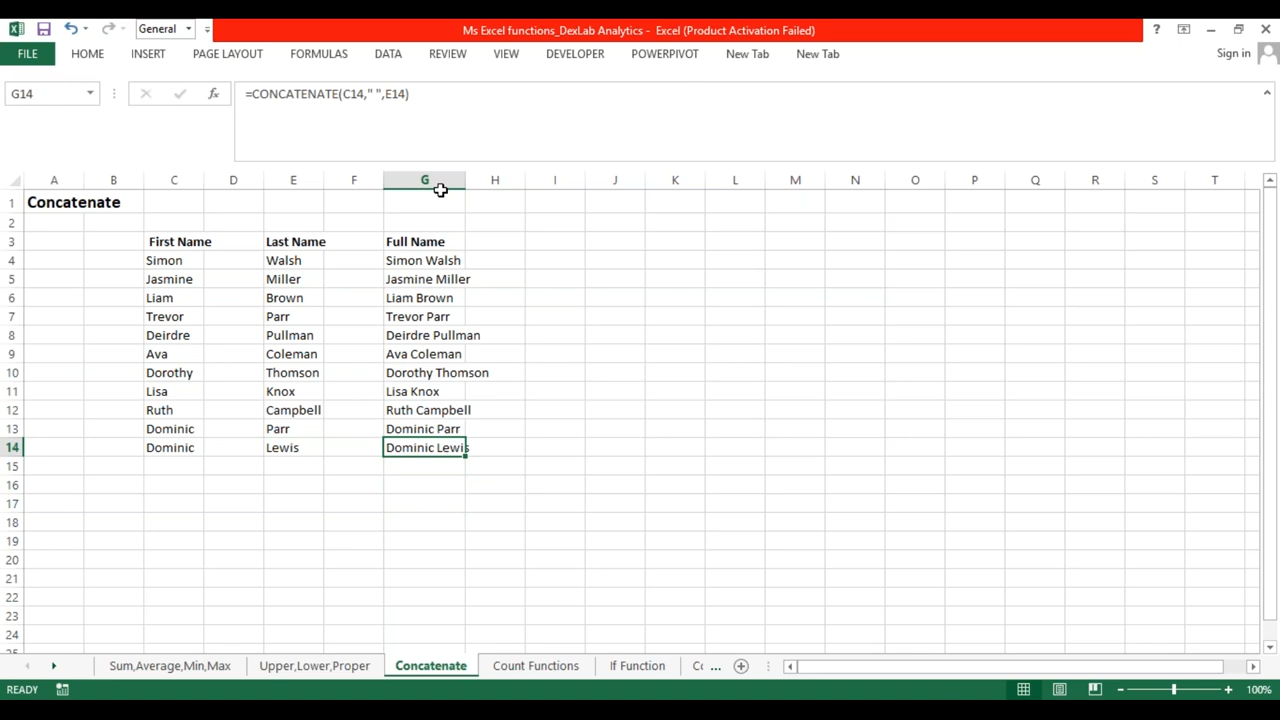 General
Ms Excel functions_DexLab Analytics - Excel (Product Activation Failed)
?
FILE HOME INSERT PAGE LAYOUT FORMULAS DATA REVIEW VIEW DEVELOPER POWERPIVOT New Tab New Tab Sign in
G14 fx =CONCATENATE(C14," ",E14)
A B C D E F G H I J K L M N O P Q R S T
1 Concatenate
2
3 First Name Last Name Full Name
4 Simon Walsh Simon Walsh
5 Jasmine Miller Jasmine Miller
6 Liam Brown Liam Brown
7 Trevor Parr Trevor Parr
8 Deirdre Pullman Deirdre Pullman
9 Ava Coleman Ava Coleman
10 Dorothy Thomson Dorothy Thomson
11 Lisa Knox Lisa Knox
12 Ruth Campbell Ruth Campbell
13 Dominic Parr Dominic Parr
14 Dominic Lewis Dominic Lewis
15
16
17
18
19
20
21
22
23
24
Sum,Average,Min,Max Upper,Lower,Proper Concatenate Count Functions If Function ...
READY 100%